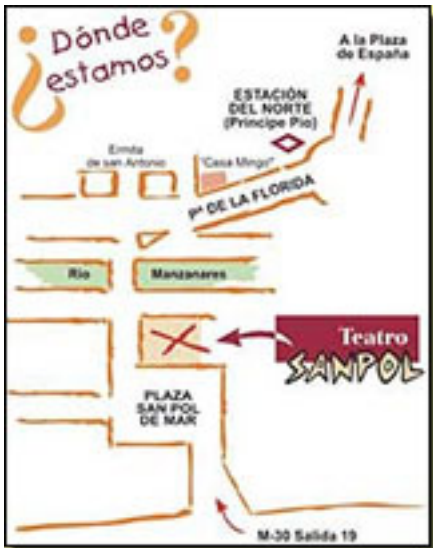 ¿Dónde
estamos?
A la Plaza
de España
ESTACIÓN
DEL NORTE
(Príncipe Pío)
Ermita
de san Antonio
"Casa Mingo"
Pº DE LA FLORIDA
Río
Manzanares
Teatro
SANPOL
PLAZA
SAN POL
DE MAR
M-30 Salida 19